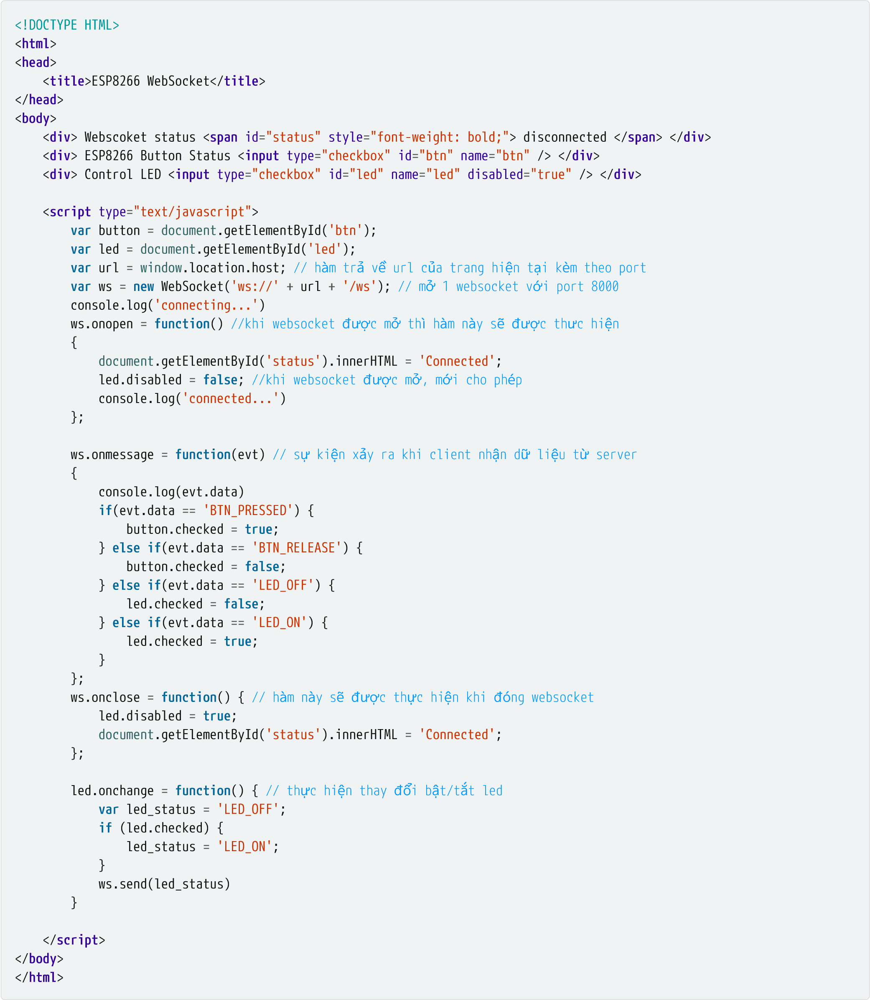 <!DOCTYPE HTML>
<html>
<head>
    <title>ESP8266 WebSocket</title>
</head>
<body>
    <div> Webscoket status <span id="status" style="font-weight: bold;"> disconnected </span> </div>
    <div> ESP8266 Button Status <input type="checkbox" id="btn" name="btn" /> </div>
    <div> Control LED <input type="checkbox" id="led" name="led" disabled="true" /> </div>

    <script type="text/javascript">
        var button = document.getElementById('btn');
        var led = document.getElementById('led');
        var url = window.location.host; // hàm trả về url của trang hiện tại kèm theo port
        var ws = new WebSocket('ws://' + url + '/ws'); // mở 1 websocket với port 8000
        console.log('connecting...')
        ws.onopen = function() //khi websocket được mở thì hàm này sẽ được thưc hiện
        {
            document.getElementById('status').innerHTML = 'Connected';
            led.disabled = false; //khi websocket được mở, mới cho phép
            console.log('connected...')
        };

        ws.onmessage = function(evt) // sự kiện xảy ra khi client nhận dữ liệu từ server
        {
            console.log(evt.data)
            if(evt.data == 'BTN_PRESSED') {
                button.checked = true;
            } else if(evt.data == 'BTN_RELEASE') {
                button.checked = false;
            } else if(evt.data == 'LED_OFF') {
                led.checked = false;
            } else if(evt.data == 'LED_ON') {
                led.checked = true;
            }
        };
        ws.onclose = function() { // hàm này sẽ được thực hiện khi đóng websocket
            led.disabled = true;
            document.getElementById('status').innerHTML = 'Connected';
        };

        led.onchange = function() { // thực hiện thay đổi bật/tắt led
            var led_status = 'LED_OFF';
            if (led.checked) {
                led_status = 'LED_ON';
            }
            ws.send(led_status)
        }

    </script>
</body>
</html>